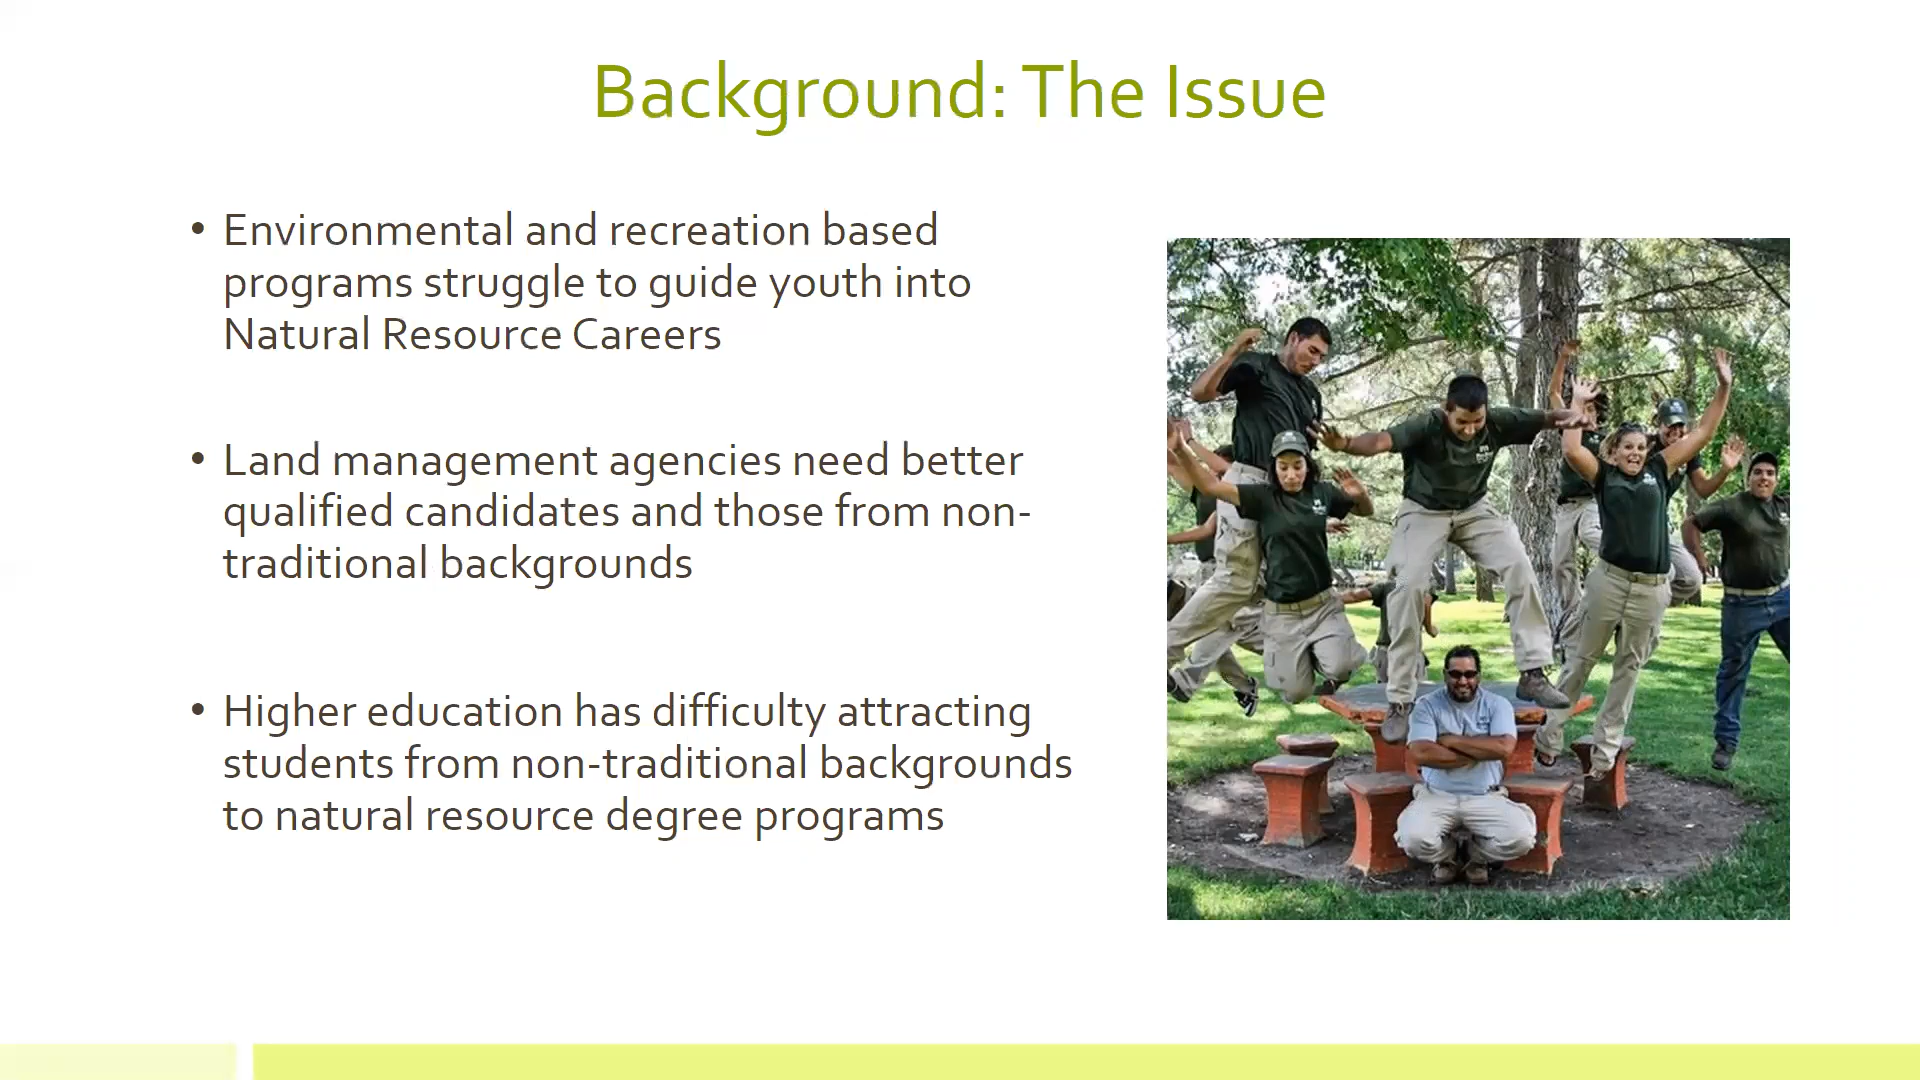 Background: The Issue
• Environmental and recreation based
programs struggle to guide youth into
Natural Resource Careers
• Land management agencies need better
qualified candidates and those from non-
traditional backgrounds
• Higher education has difficulty attracting
students from non-traditional backgrounds
to natural resource degree programs